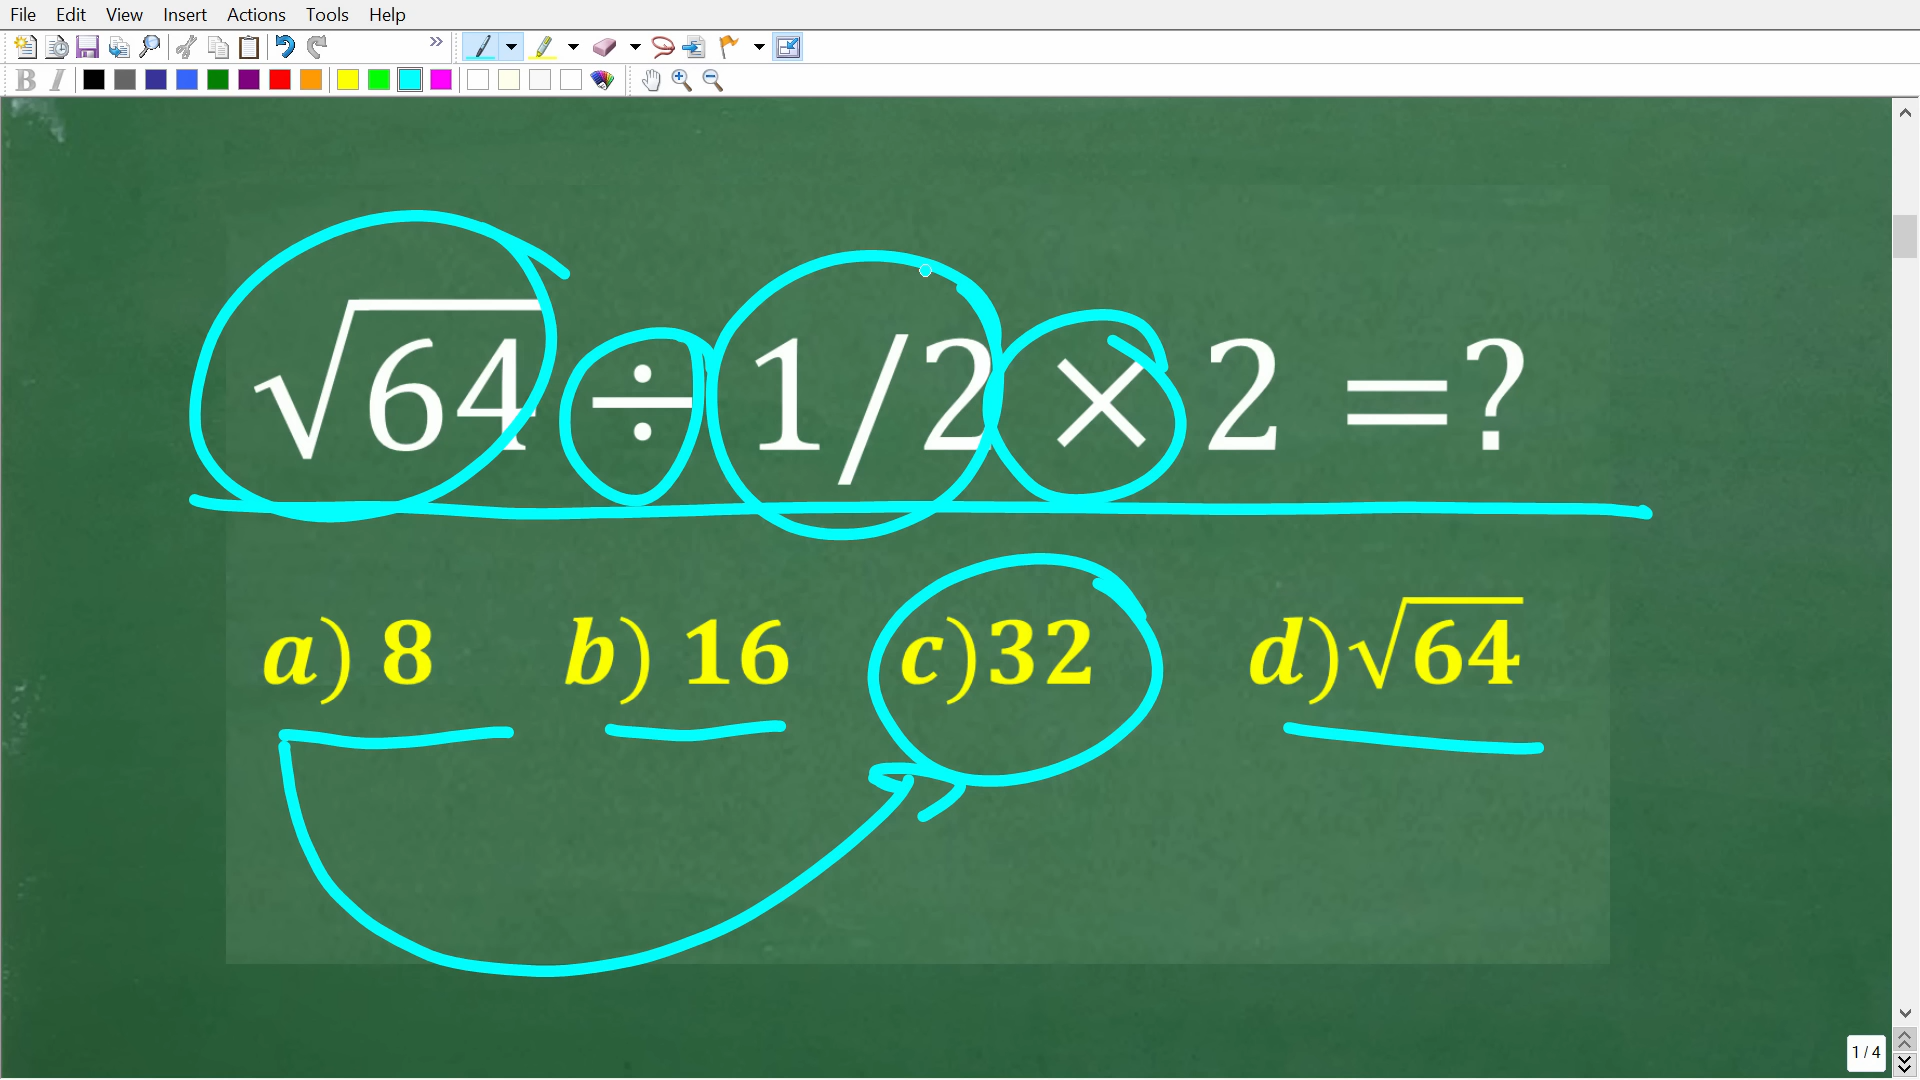 File Edit View Insert Actions Tools Help
B I
√64 ÷ 1/2 × 2 =?
a) 8 b) 16 c)32 d)√64
1 / 4